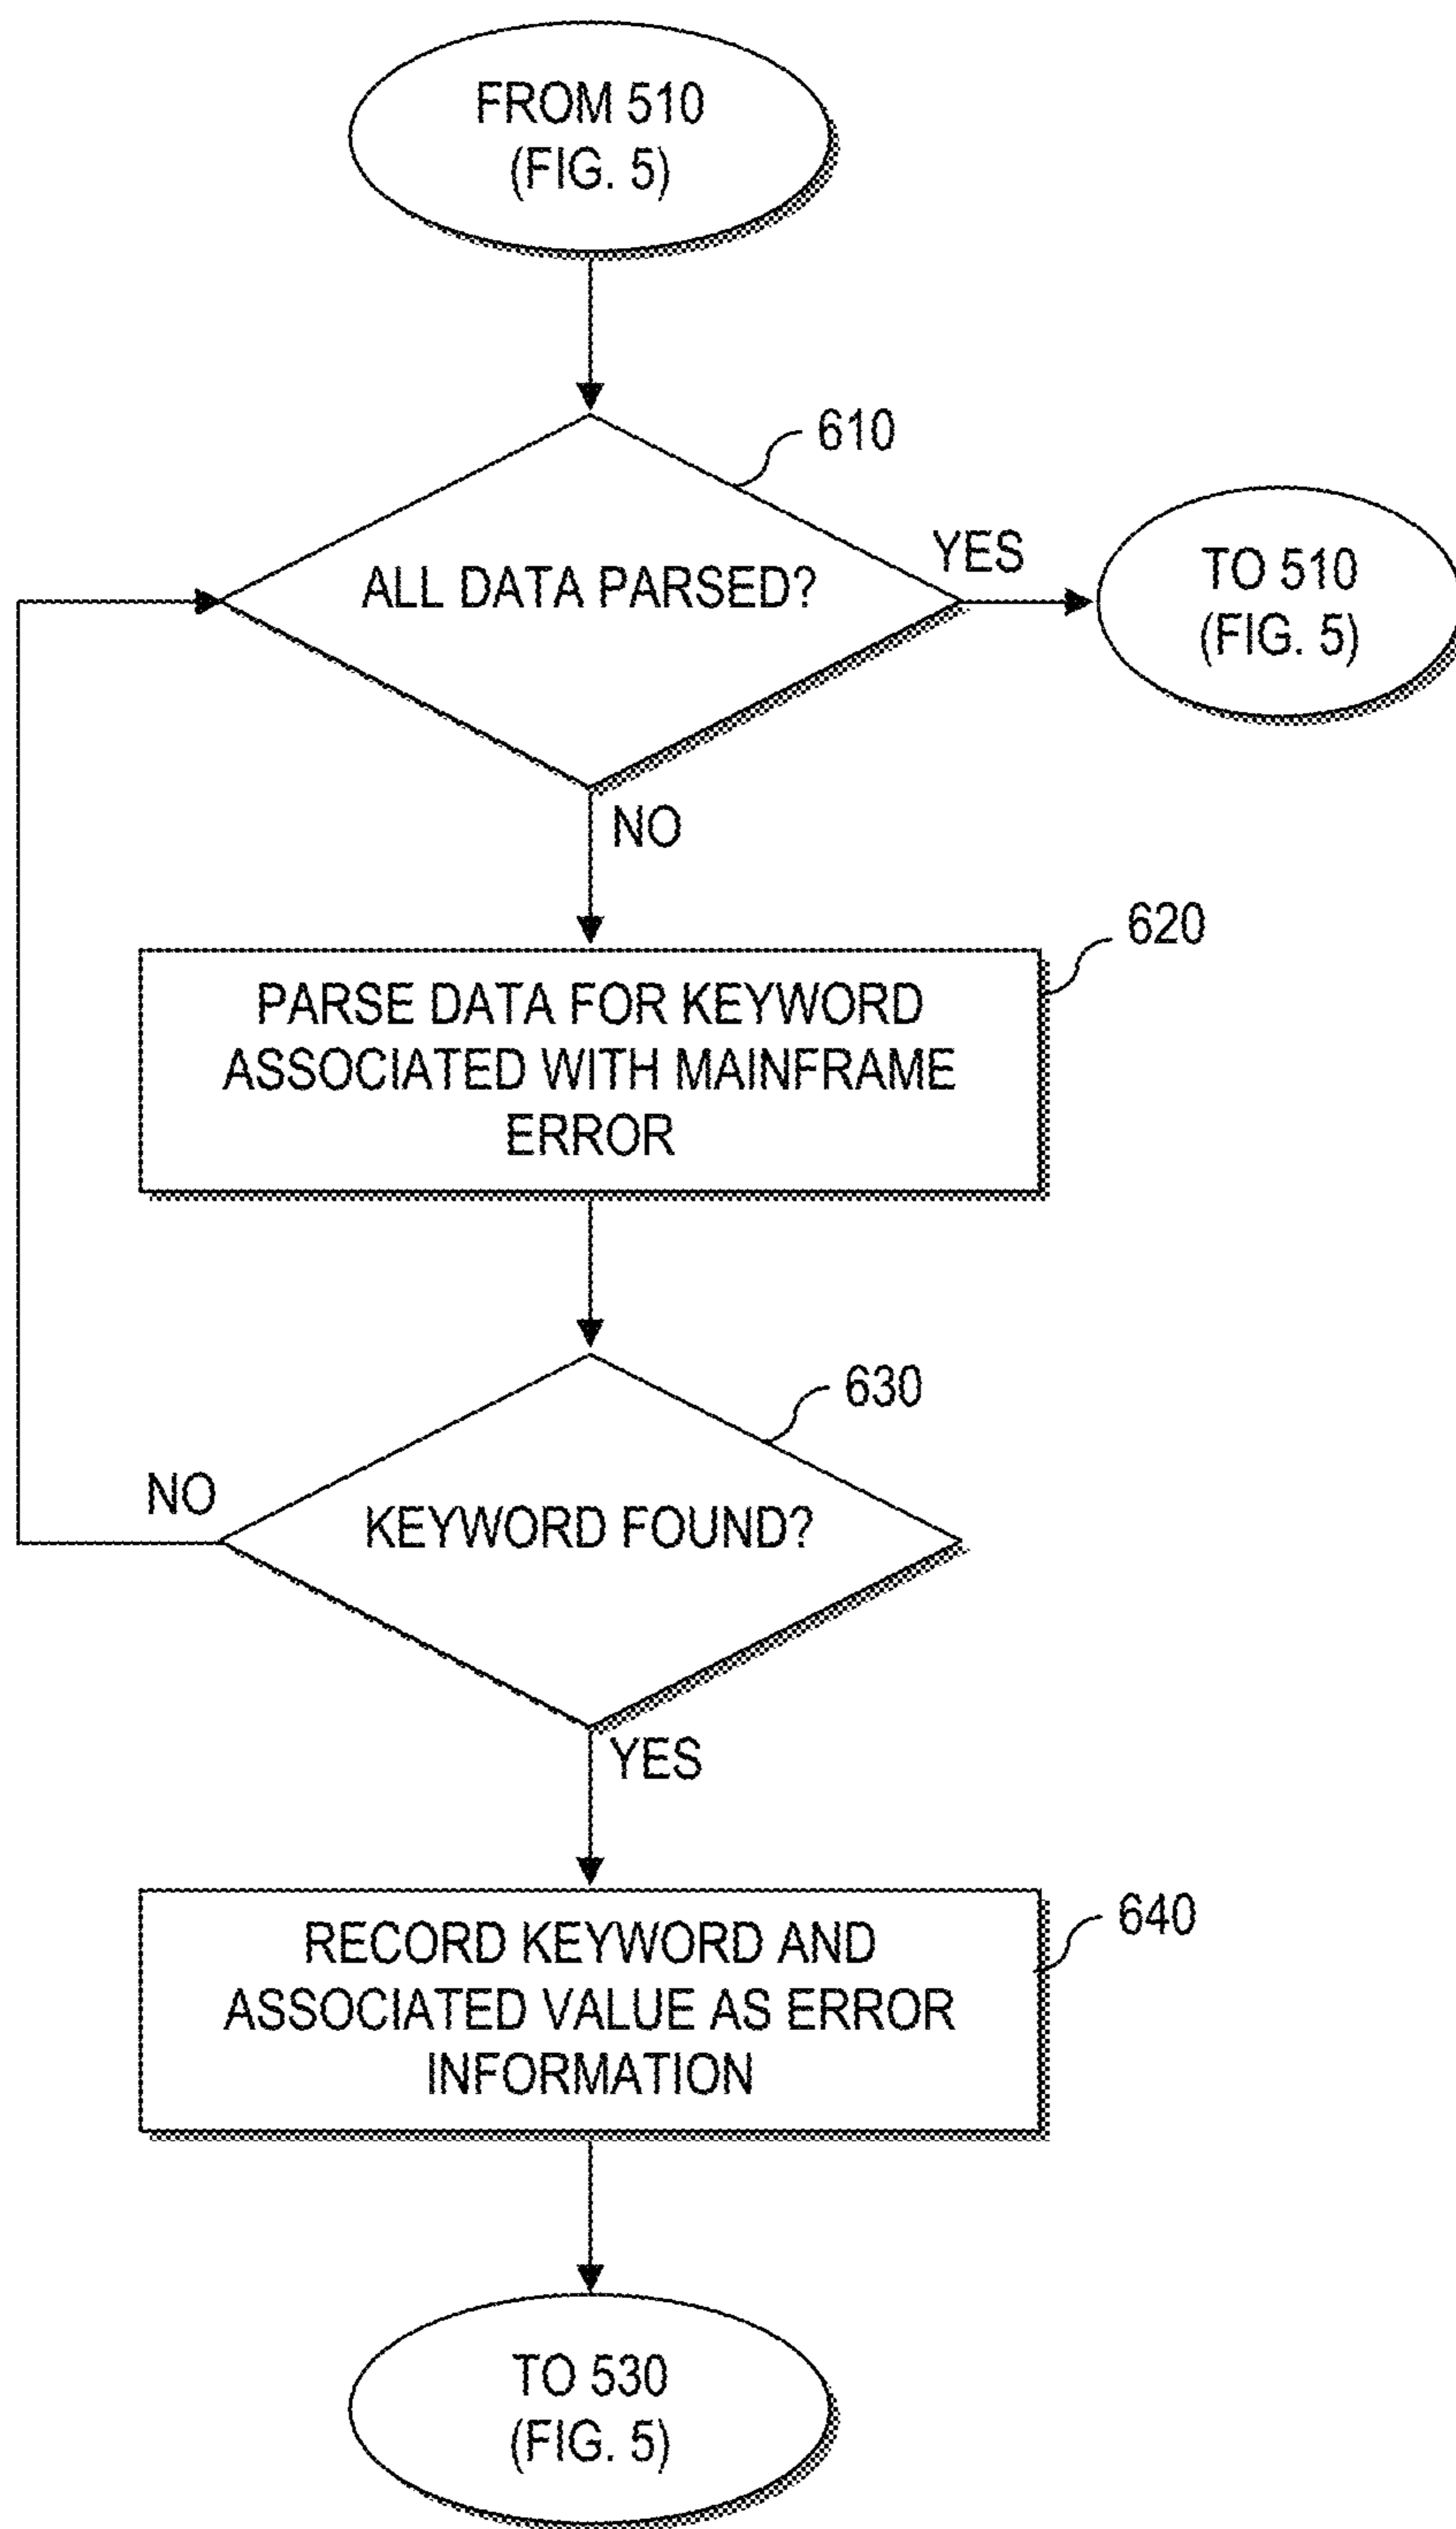 FROM 510
(FIG. 5)
610
ALL DATA PARSED?
YES
TO 510
(FIG. 5)
NO
620
PARSE DATA FOR KEYWORD
ASSOCIATED WITH MAINFRAME
ERROR
630
NO
KEYWORD FOUND?
YES
640
RECORD KEYWORD AND
ASSOCIATED VALUE AS ERROR
INFORMATION
TO 530
(FIG. 5)